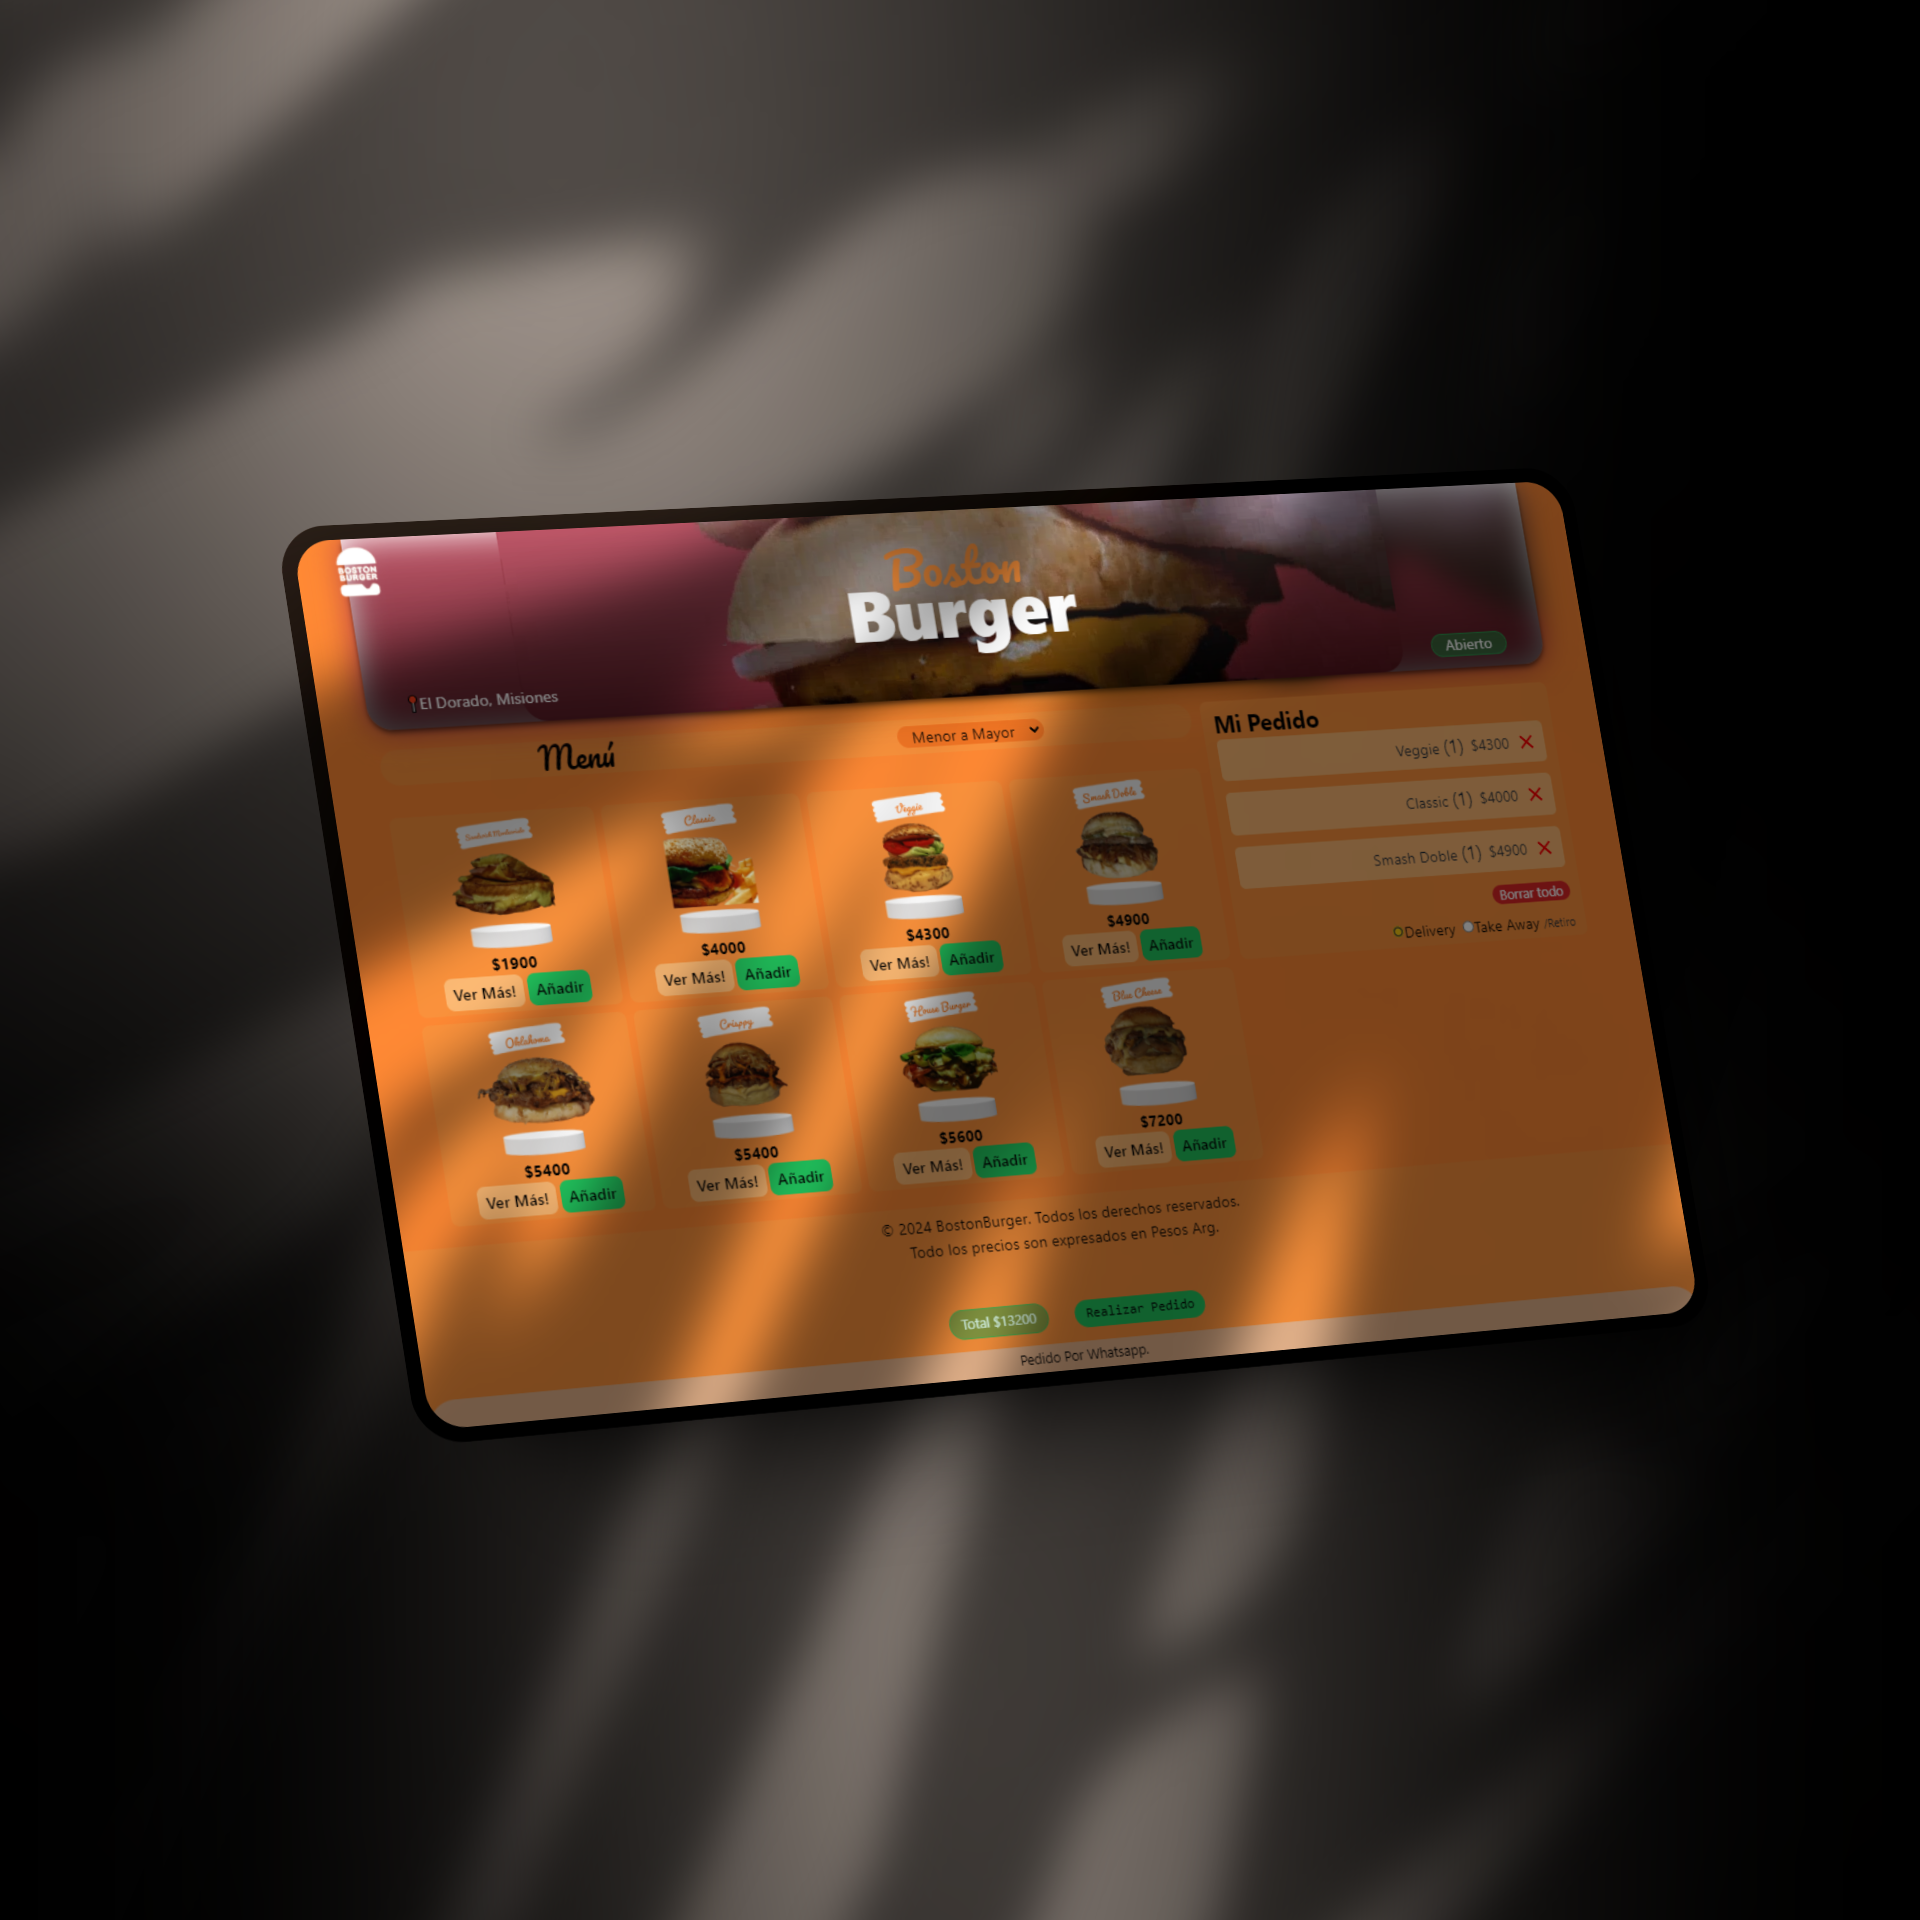 BOSTON
BURGER
Boston
Burger
El Dorado, Misiones
Abierto
Menú
Menor a Mayor
Mi Pedido
Veggie (1) $4300
Classic (1) $4000
Smash Doble (1) $4900
Borrar todo
Delivery Take Away /Retiro
Classic
Veggie
Smash Doble
$1900
$4000
$4300
$4900
Ver Más! Añadir
Ver Más! Añadir
Ver Más! Añadir
Ver Más! Añadir
Oklahoma
Crispy
House Burger
Blue Cheese
$5400
$5400
$5600
$7200
Ver Más! Añadir
Ver Más! Añadir
Ver Más! Añadir
Ver Más! Añadir
© 2024 BostonBurger. Todos los derechos reservados.
Todo los precios son expresados en Pesos Arg.
Total $13200
Realizar Pedido
Pedido Por Whatsapp.